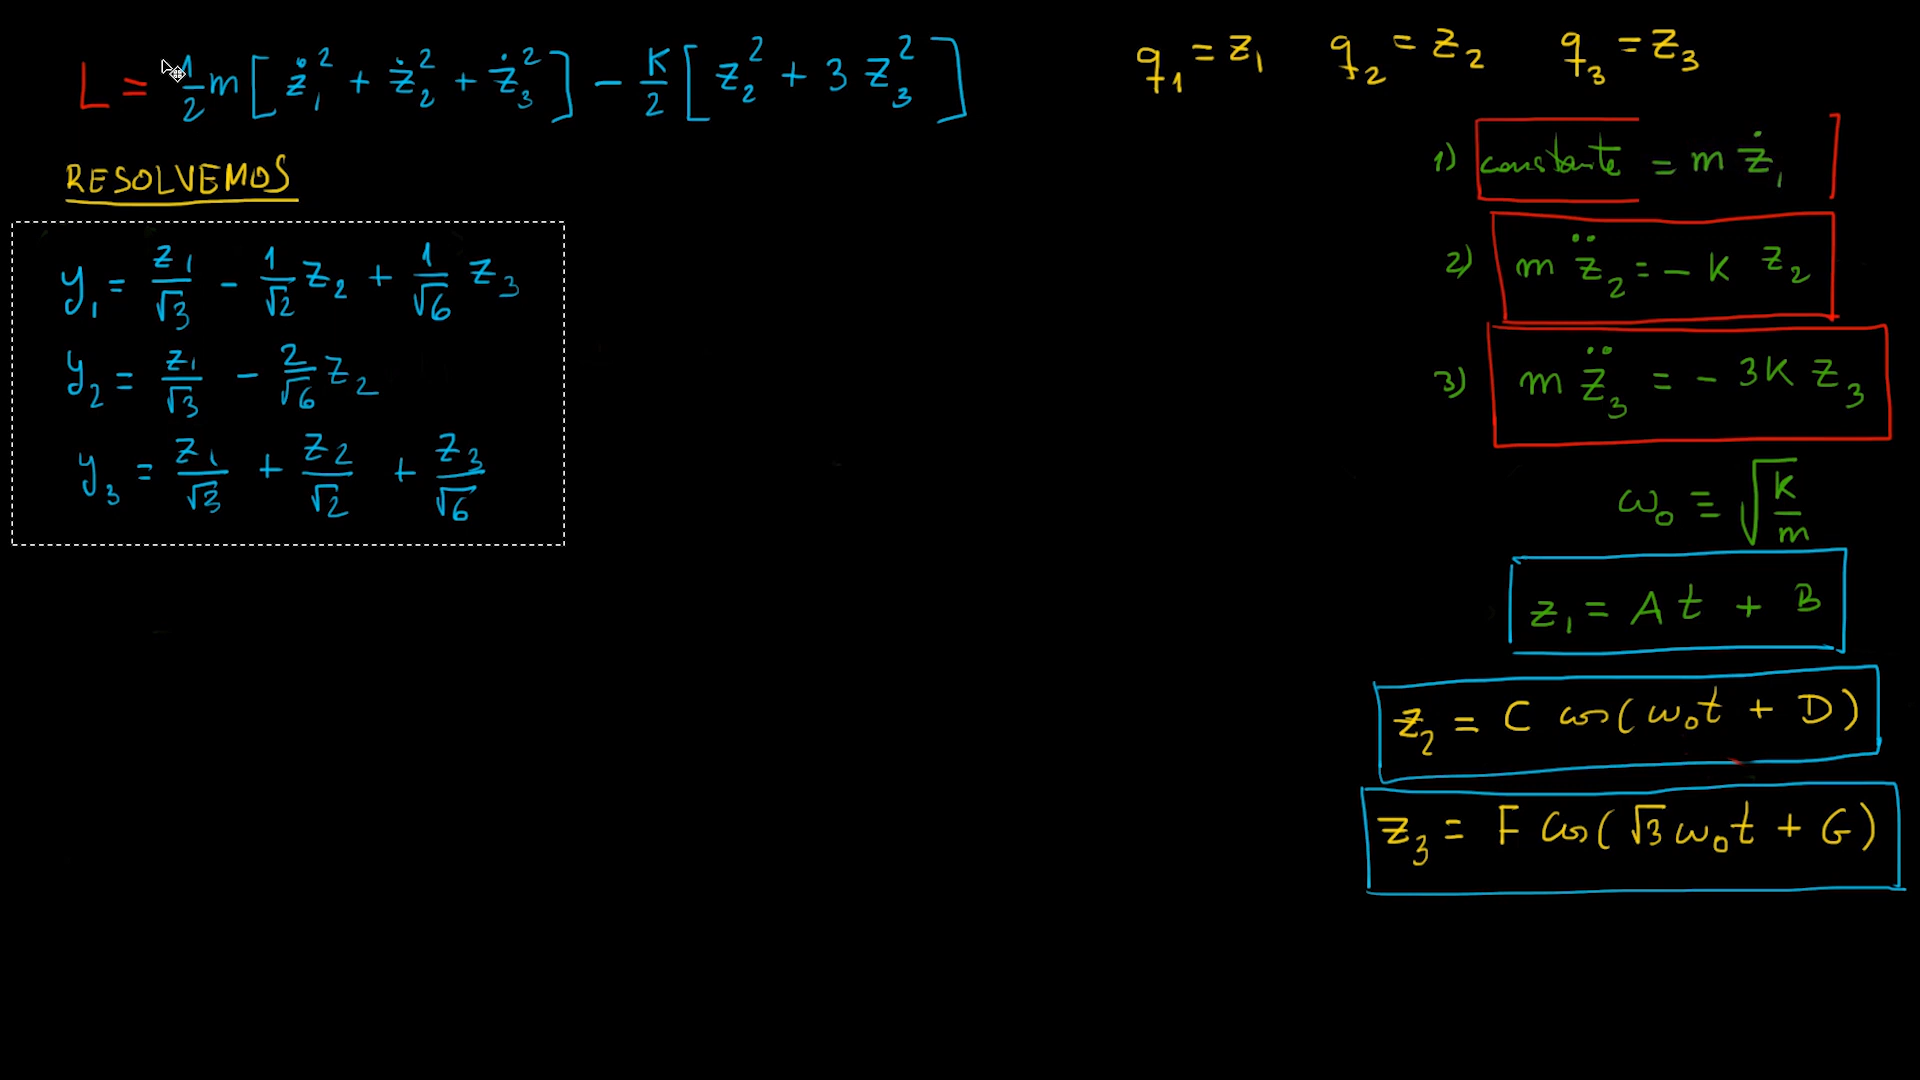 L = 1/2 m [ ż₁² + ż₂² + ż₃² ] − K/2 [ z₂² + 3 z₃² ]
q₁ = z₁ q₂ = z₂ q₃ = z₃
RESOLVEMOS
y₁ = z₁/√3 − 1/√2 z₂ + 1/√6 z₃
y₂ = z₁/√3 − 2/√6 z₂
y₃ = z₁/√3 + z₂/√2 + z₃/√6
1) constante = m ż₁
2) m z̈₂ = − K z₂
3) m z̈₃ = − 3K z₃
ω₀ ≡ √(K/m)
z₁ = A t + B
z₂ = C cos(ω₀t + D)
z₃ = F Cos(√3 ω₀t + G)